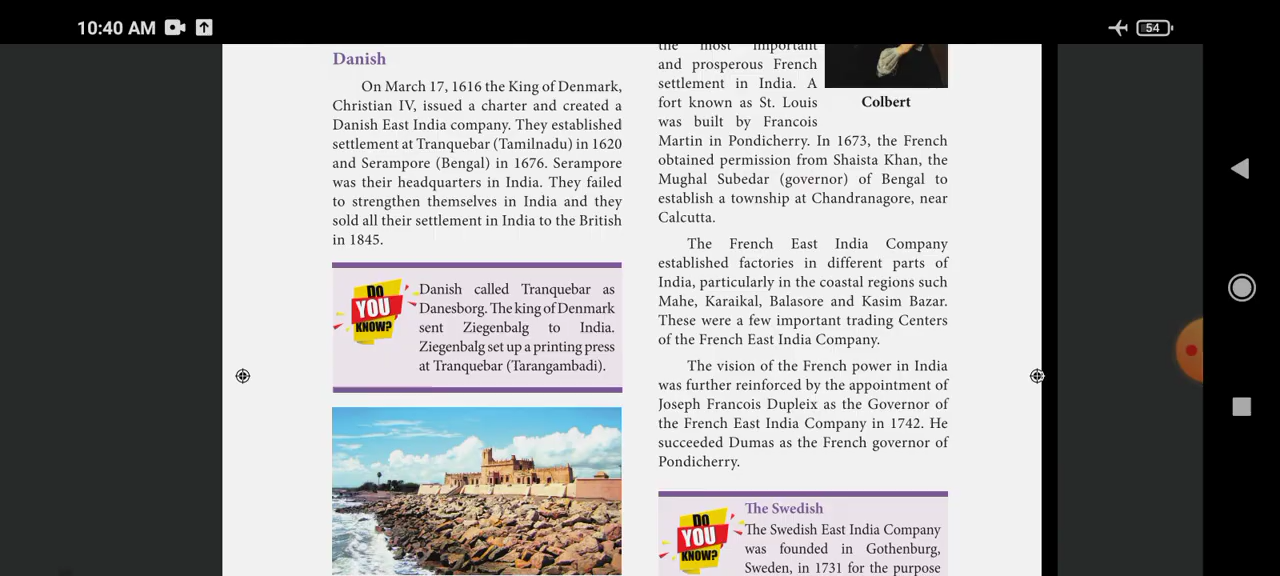 10:40 AM
54
Danish
On March 17, 1616 the King of Denmark,
Christian IV, issued a charter and created a
Danish East India company. They established
settlement at Tranquebar (Tamilnadu) in 1620
and Serampore (Bengal) in 1676. Serampore
was their headquarters in India. They failed
to strengthen themselves in India and they
sold all their settlement in India to the British
in 1845.
DO
YOU
KNOW?
Danish called Tranquebar as
Danesborg. The king of Denmark
sent Ziegenbalg to India.
Ziegenbalg set up a printing press
at Tranquebar (Tarangambadi).
the most important
and prosperous French
settlement in India. A
fort known as St. Louis
was built by Francois
Martin in Pondicherry. In 1673, the French
obtained permission from Shaista Khan, the
Mughal Subedar (governor) of Bengal to
establish a township at Chandranagore, near
Calcutta.
Colbert
The French East India Company
established factories in different parts of
India, particularly in the coastal regions such
Mahe, Karaikal, Balasore and Kasim Bazar.
These were a few important trading Centers
of the French East India Company.
The vision of the French power in India
was further reinforced by the appointment of
Joseph Francois Dupleix as the Governor of
the French East India Company in 1742. He
succeeded Dumas as the French governor of
Pondicherry.
DO
YOU
KNOW?
The Swedish
The Swedish East India Company
was founded in Gothenburg,
Sweden, in 1731 for the purpose